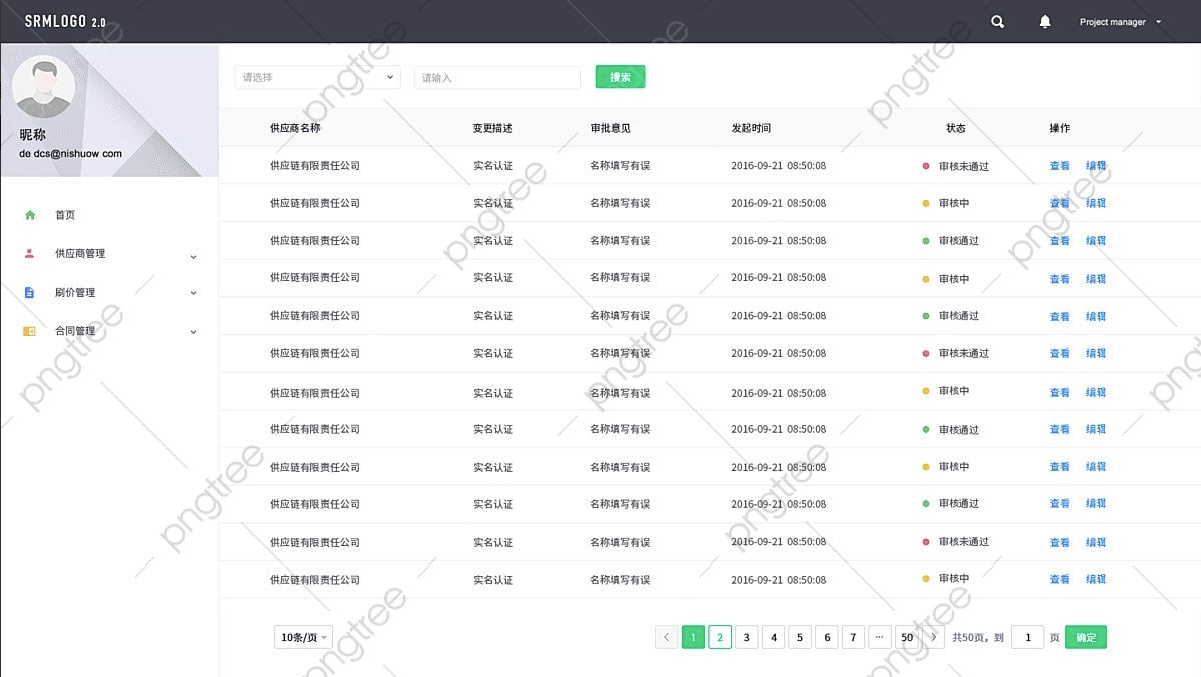 SRMLOGO 2.0
Project manager
昵称
de dcs@nishuow com
首页
供应商管理
刷价管理
合同管理
请选择 请输入 搜索
供应商名称 变更描述 审批意见 发起时间 状态 操作
供应链有限责任公司 实名认证 名称填写有误 2016-09-21 08:50:08 审核未通过 查看 编辑
供应链有限责任公司 实名认证 名称填写有误 2016-09-21 08:50:08 审核中 查看 编辑
供应链有限责任公司 实名认证 名称填写有误 2016-09-21 08:50:08 审核通过 查看 编辑
供应链有限责任公司 实名认证 名称填写有误 2016-09-21 08:50:08 审核中 查看 编辑
供应链有限责任公司 实名认证 名称填写有误 2016-09-21 08:50:08 审核通过 查看 编辑
供应链有限责任公司 实名认证 名称填写有误 2016-09-21 08:50:08 审核未通过 查看 编辑
供应链有限责任公司 实名认证 名称填写有误 2016-09-21 08:50:08 审核中 查看 编辑
供应链有限责任公司 实名认证 名称填写有误 2016-09-21 08:50:08 审核通过 查看 编辑
供应链有限责任公司 实名认证 名称填写有误 2016-09-21 08:50:08 审核中 查看 编辑
供应链有限责任公司 实名认证 名称填写有误 2016-09-21 08:50:08 审核通过 查看 编辑
供应链有限责任公司 实名认证 名称填写有误 2016-09-21 08:50:08 审核未通过 查看 编辑
供应链有限责任公司 实名认证 名称填写有误 2016-09-21 08:50:08 审核中 查看 编辑
10条/页 1 2 3 4 5 6 7 ··· 50 共50页，到 1 页 确定
pngtree
pngtree
pngtree
pngtree
pngtree
pngtree
pngtree
pngtree
pngtree
pngtree
pngtree